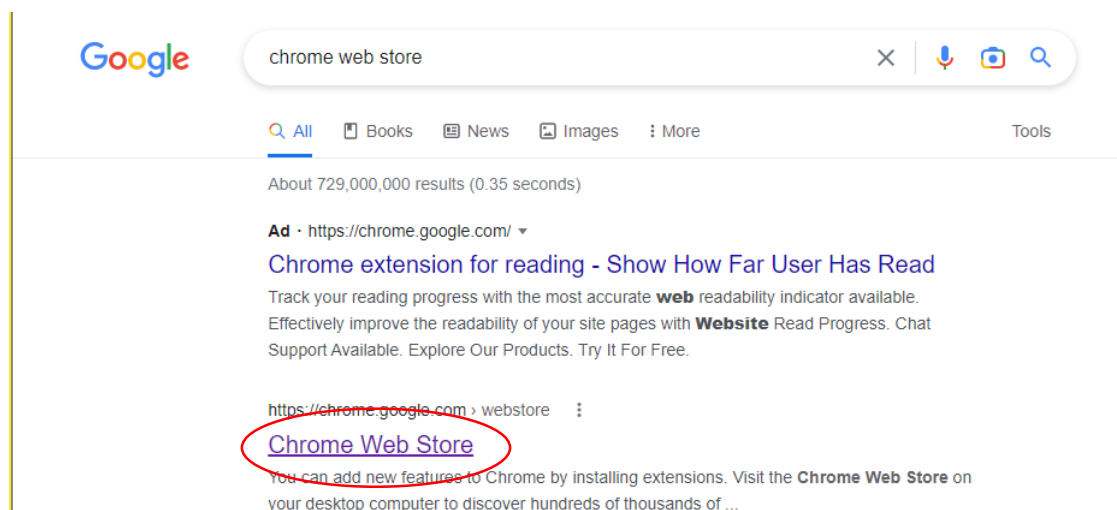 Google
chrome web store
All Books News Images More Tools
About 729,000,000 results (0.35 seconds)
Ad · https://chrome.google.com/
Chrome extension for reading - Show How Far User Has Read
Track your reading progress with the most accurate web readability indicator available.
Effectively improve the readability of your site pages with Website Read Progress. Chat
Support Available. Explore Our Products. Try It For Free.
https://chrome.google.com › webstore
Chrome Web Store
You can add new features to Chrome by installing extensions. Visit the Chrome Web Store on
your desktop computer to discover hundreds of thousands of ...